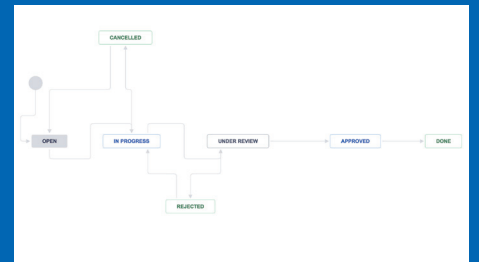 CANCELLED
OPEN
IN PROGRESS
UNDER REVIEW
APPROVED
DONE
REJECTED